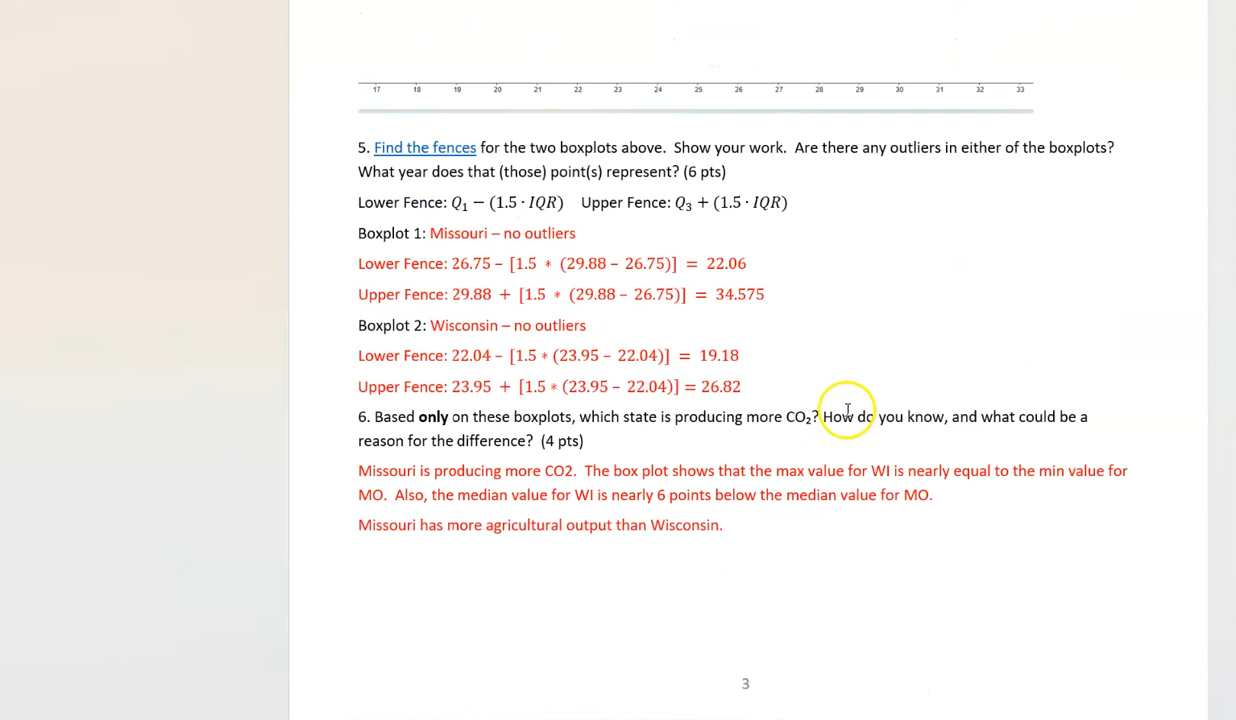 17 18 19 20 21 22 23 24 25 26 27 28 29 30 31 32 33
5. Find the fences for the two boxplots above. Show your work. Are there any outliers in either of the boxplots?
What year does that (those) point(s) represent? (6 pts)
Lower Fence: Q₁ − (1.5 · IQR) Upper Fence: Q₃ + (1.5 · IQR)
Boxplot 1: Missouri – no outliers
Lower Fence: 26.75 – [1.5 * (29.88 − 26.75)] = 22.06
Upper Fence: 29.88 + [1.5 * (29.88 − 26.75)] = 34.575
Boxplot 2: Wisconsin – no outliers
Lower Fence: 22.04 – [1.5 * (23.95 − 22.04)] = 19.18
Upper Fence: 23.95 + [1.5 * (23.95 − 22.04)] = 26.82
6. Based only on these boxplots, which state is producing more CO₂? How do you know, and what could be a
reason for the difference? (4 pts)
Missouri is producing more CO2. The box plot shows that the max value for WI is nearly equal to the min value for
MO. Also, the median value for WI is nearly 6 points below the median value for MO.
Missouri has more agricultural output than Wisconsin.
3